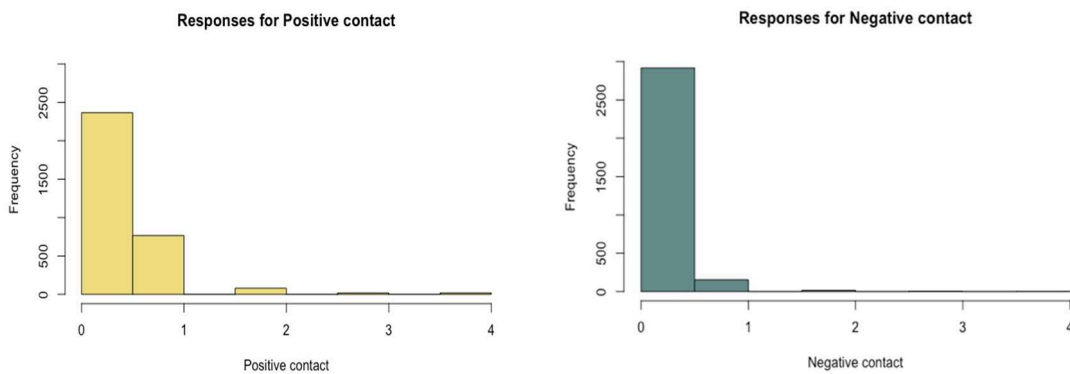 Responses for Positive contact
Frequency
2500
1500
500
0
0 1 2 3 4
Positive contact
Responses for Negative contact
Frequency
2500
1500
500
0
0 1 2 3 4
Negative contact